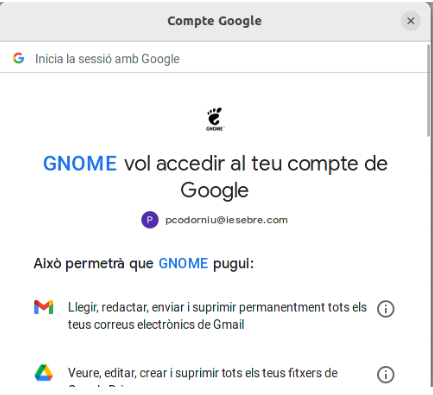 Compte Google
Inicia la sessió amb Google
GNOME
GNOME vol accedir al teu compte de
Google
P pcodorniu@iesebre.com
Això permetrà que GNOME pugui:
Llegir, redactar, enviar i suprimir permanentment tots els
teus correus electrònics de Gmail
Veure, editar, crear i suprimir tots els teus fitxers de